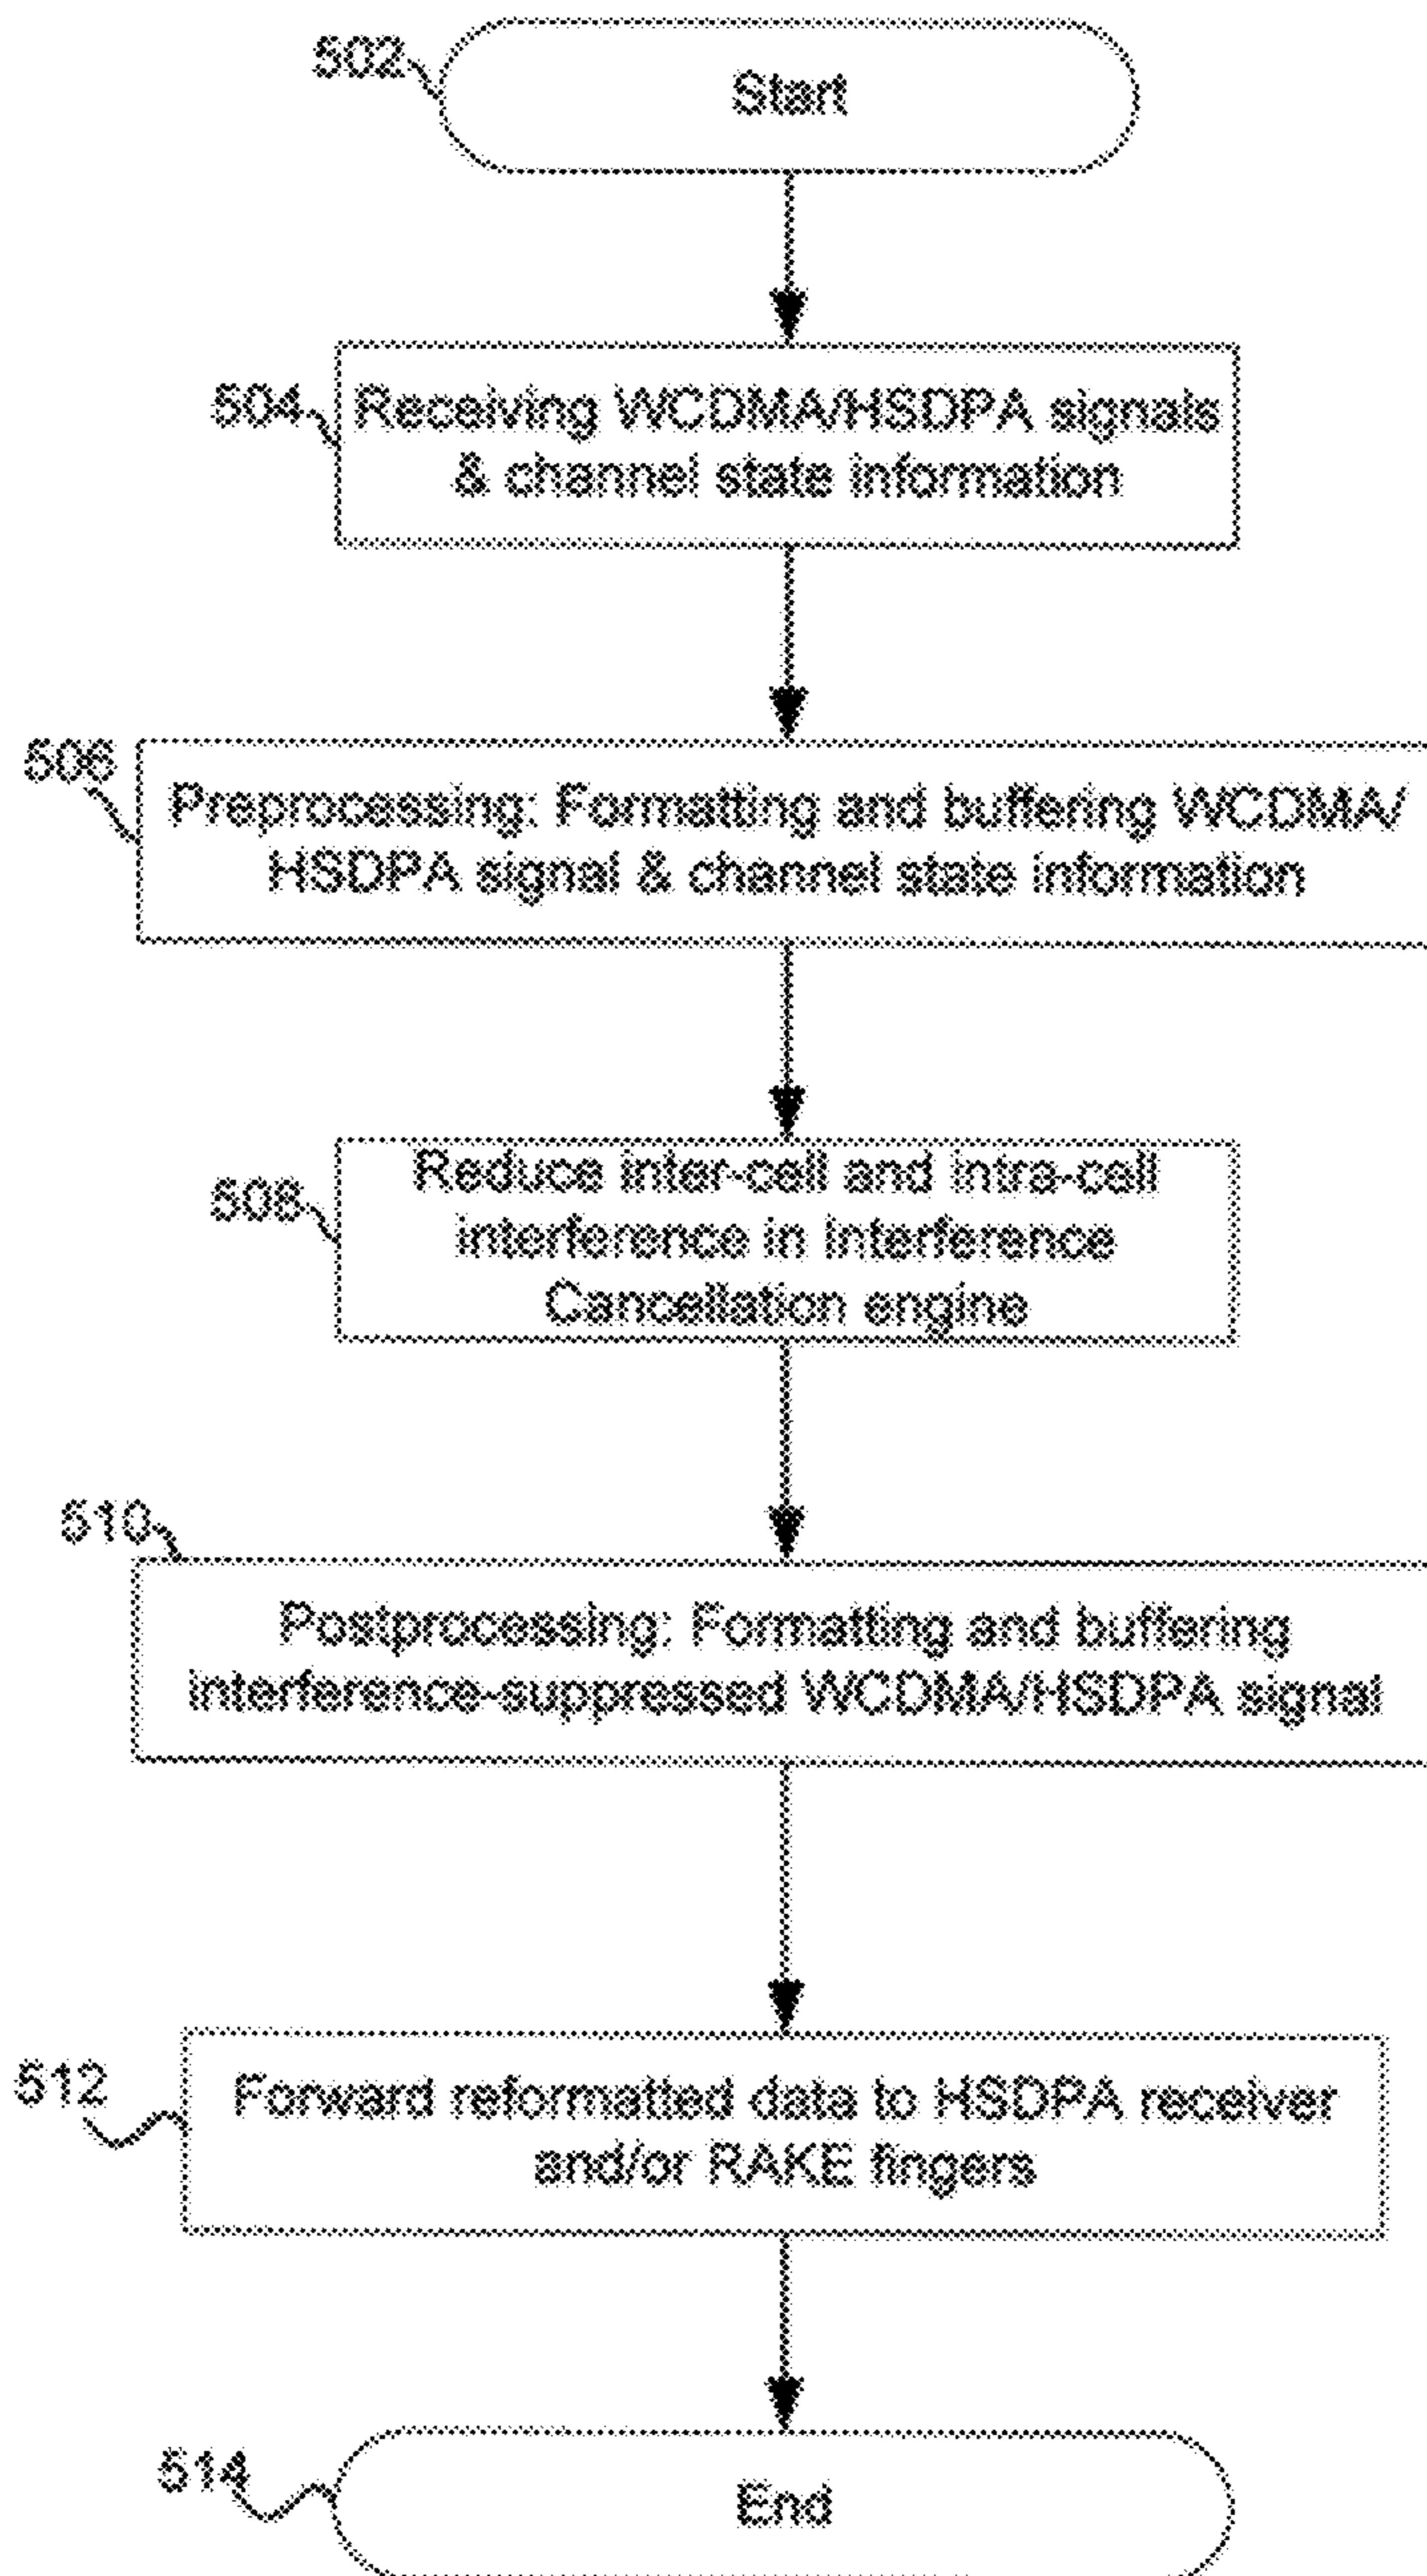 502
Start
504
Receiving WCDMA/HSDPA signals
& channel state information
506
Preprocessing: Formatting and buffering WCDMA/
HSDPA signal & channel state information
508
Reduce inter-cell and intra-cell
interference in Interference
Cancellation engine
510
Postprocessing: Formatting and buffering
interference-suppressed WCDMA/HSDPA signal
512
Forward reformatted data to HSDPA receiver
and/or RAKE fingers
514
End